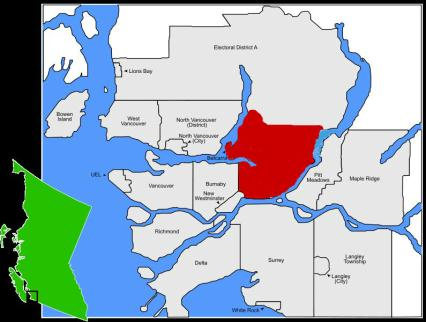 Electoral District A
Lions Bay
Bowen
Island
West
Vancouver
North Vancouver
(District)
North Vancouver
(City)
Belcarra
UEL
Vancouver
Burnaby
New
Westminster
Pitt
Meadows
Maple Ridge
Richmond
Delta
Surrey
Langley
Township
Langley
(City)
White Rock